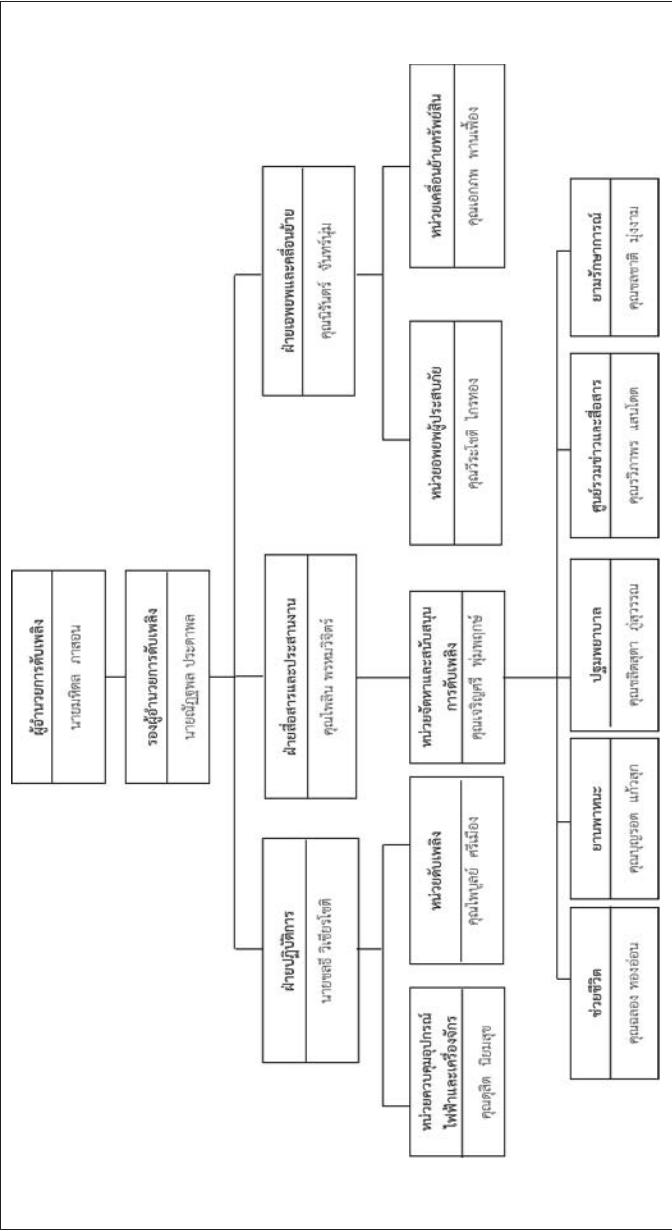 ผู้อำนวยการดับเพลิง
นายมหิดล ภาสอน
รองผู้อำนวยการดับเพลิง
นายณัฏฐพล ประดาพล
ฝ่ายปฏิบัติการ
นายชลธี วิเชียรโชติ
ฝ่ายสื่อสารและประสานงาน
คุณไพลิน พรหมวิจิตร์
ฝ่ายเอพยพและคลื่อนย้าย
คุณนิรันดร์ จันทร์นุ่ม
หน่วยควบคุมอุปกรณ์
ไฟฟ้าและเครื่องจักร
คุณดุสิต นิยมสุข
หน่วยดับเพลิง
คุณไพบูลย์ ศรีเมือง
หน่วยจัดหาและสนับสนุน
การดับเพลิง
คุณเจริญศรี พุ่มพฤกษ์
หน่วยอพยพผู้ประสบภัย
คุณวีระโชติ ไกรทอง
หน่วยเคลื่อนย้ายทรัพย์สิน
คุณเอกภพ พานเฟื้อง
ช่วยชีวิต
คุณฉลอง ทองอ่อน
ยานพาหนะ
คุณบุญรอด แก้วสุก
ปฐมพยาบาล
คุณชลิตสุดา ภู่สุวรรณ
ศูนย์รวมข่าวและสื่อสาร
คุณรวิภาพร แสนโคต
ยามรักษาการณ์
คุณชลชาติ มุ่งงาม